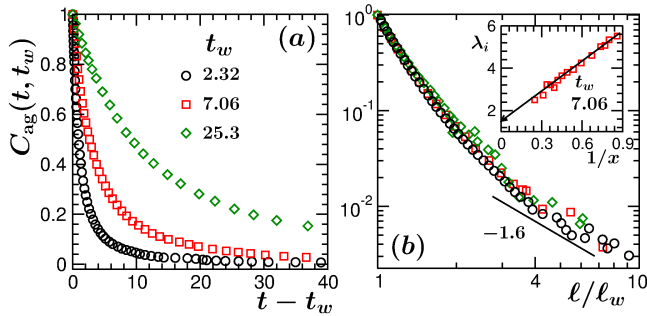 C_ag(t, t_w)
0.8
0.6
0.4
0.2
0
0 10 20 30 40
t − t_w
(a)
t_w
2.32
7.06
25.3
10^0
10^-1
10^-2
1 2 4 10
ℓ/ℓ_w
(b)
−1.6
λ_i
6
4
2
0 0.3 0.6 0.9
1/x
t_w
7.06